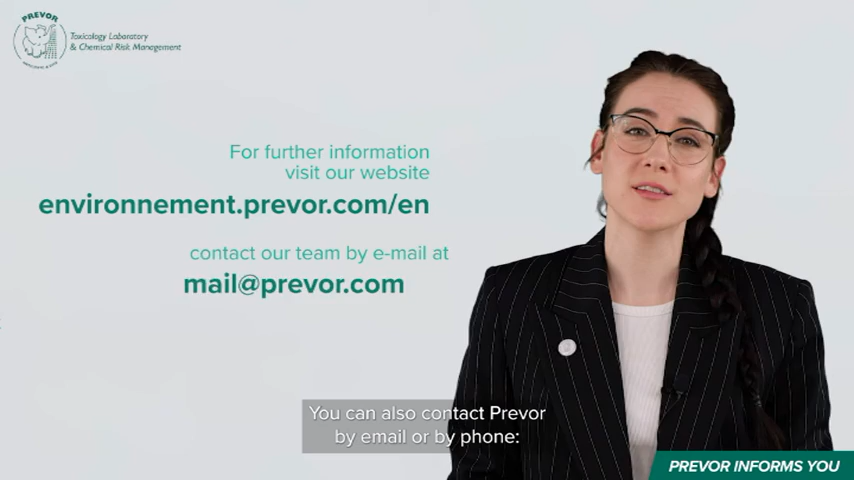 PREVOR
Toxicology Laboratory
& Chemical Risk Management
For further information
visit our website
environnement.prevor.com/en
contact our team by e-mail at
mail@prevor.com
You can also contact Prevor
by email or by phone:
PREVOR INFORMS YOU